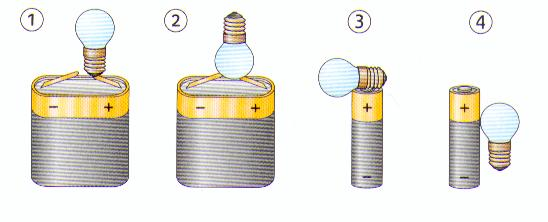 ① ② ③ ④
− + − + + +
− −